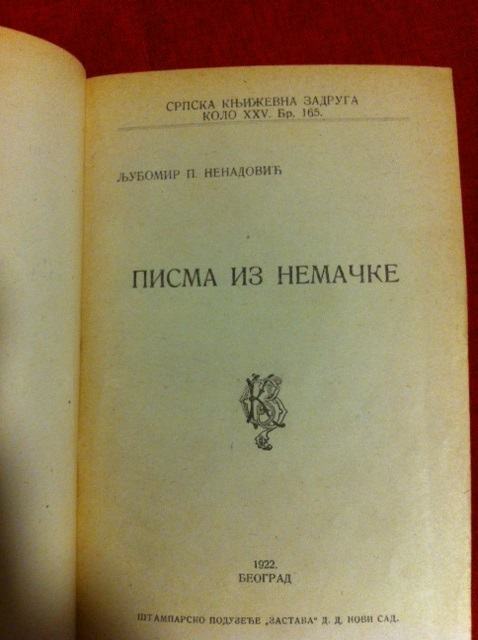 СРПСКА КЊИЖЕВНА ЗАДРУГА
КОЛО XXV. Бр. 165.
ЉУБОМИР П. НЕНАДОВИЋ
ПИСМА ИЗ НЕМАЧКЕ
1922.
БЕОГРАД
ШТАМПАРСКО ПОДУЗЕЋЕ „ЗАСТАВА" Д. Д. НОВИ САД.